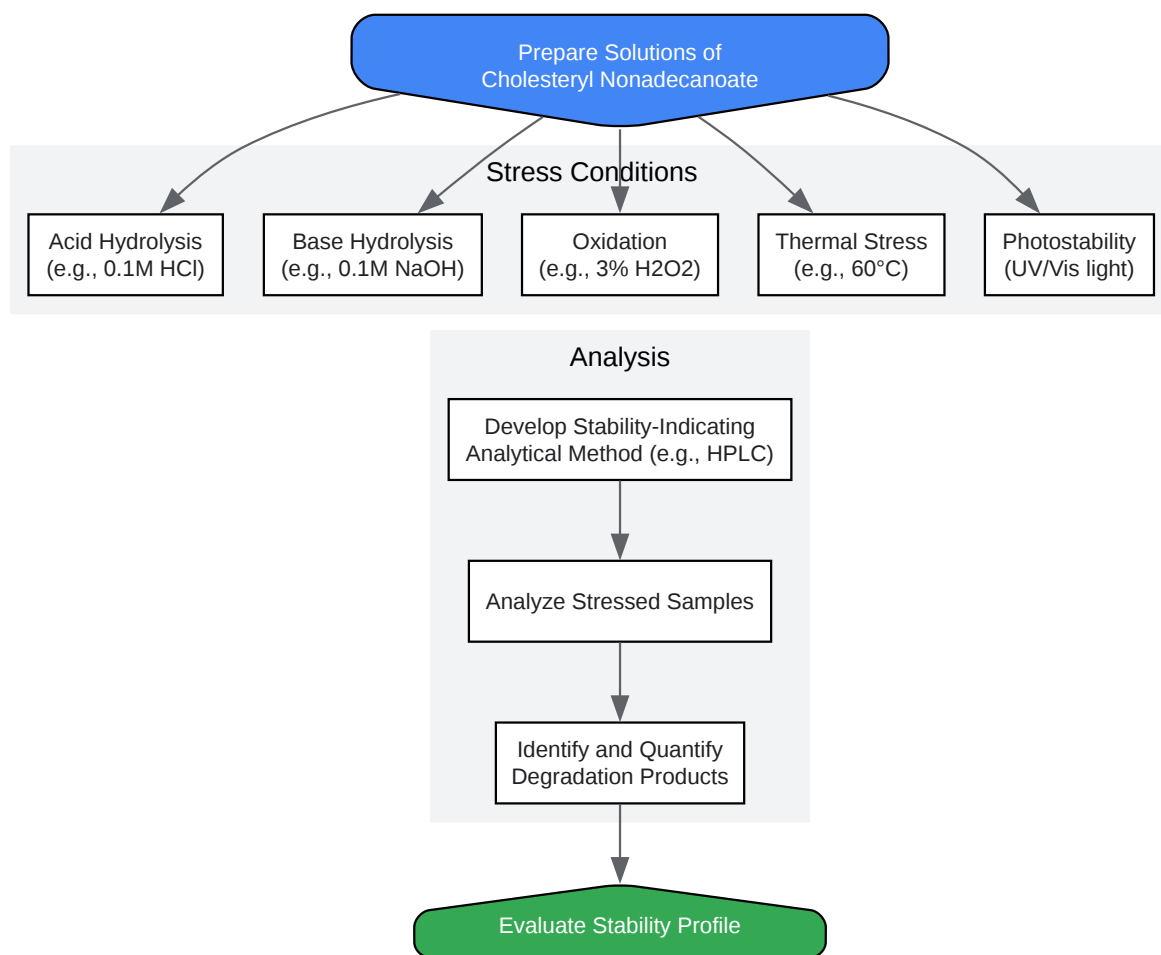 Prepare Solutions of
Cholesteryl Nonadecanoate
Stress Conditions
Acid Hydrolysis
(e.g., 0.1M HCl)
Base Hydrolysis
(e.g., 0.1M NaOH)
Oxidation
(e.g., 3% H2O2)
Thermal Stress
(e.g., 60°C)
Photostability
(UV/Vis light)
Analysis
Develop Stability-Indicating
Analytical Method (e.g., HPLC)
Analyze Stressed Samples
Identify and Quantify
Degradation Products
Evaluate Stability Profile